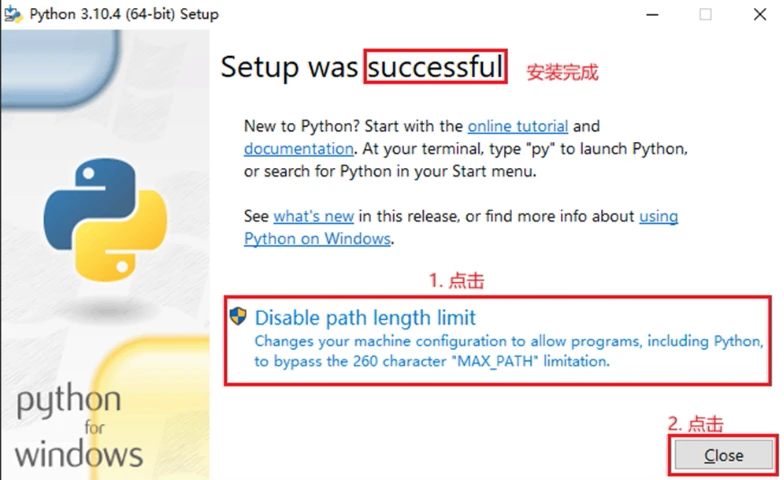 Python 3.10.4 (64-bit) Setup
Setup was successful 安装完成
New to Python? Start with the online tutorial and
documentation. At your terminal, type "py" to launch Python,
or search for Python in your Start menu.
See what's new in this release, or find more info about using
Python on Windows.
1. 点击
Disable path length limit
Changes your machine configuration to allow programs, including Python,
to bypass the 260 character "MAX_PATH" limitation.
python
for
windows
2. 点击
Close